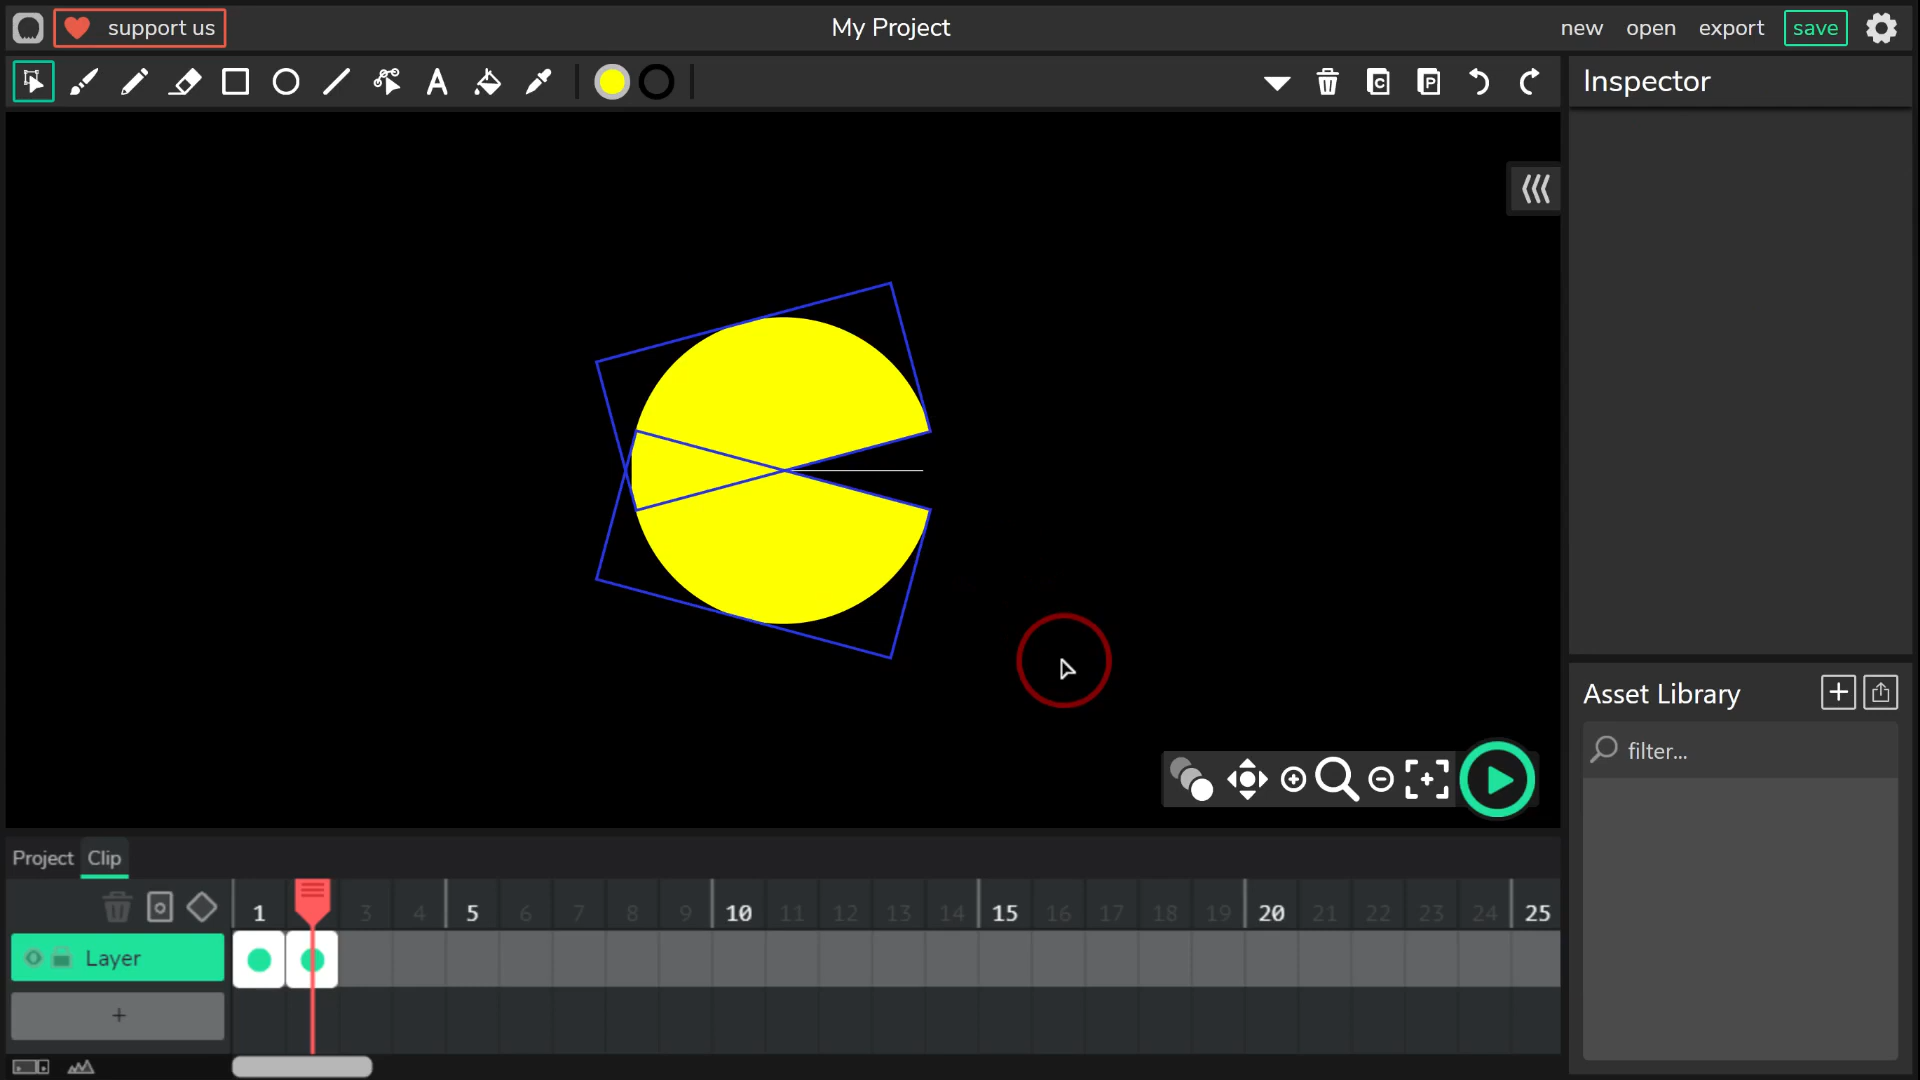 support us
My Project
new open export save
Inspector
Asset Library
filter...
Project Clip
1 3 4 5 6 7 8 9 10 11 12 13 14 15 16 17 18 19 20 21 22 23 24 25
Layer